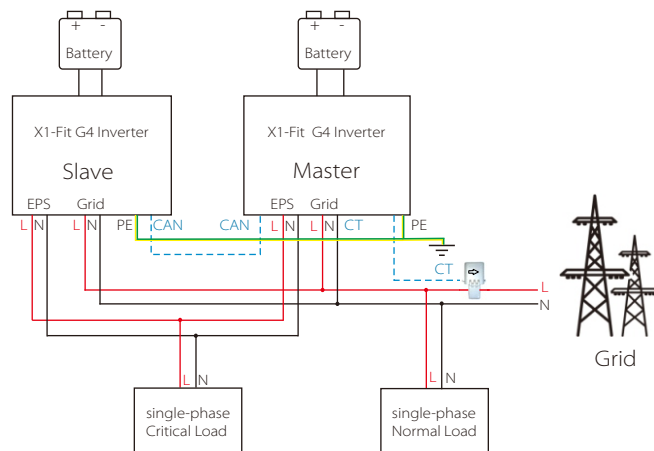 + -
Battery
+ -
Battery
X1-Fit G4 Inverter
Slave
EPS Grid
X1-Fit G4 Inverter
Master
EPS Grid
L N L N PE CAN
CAN L N L N CT PE
CT
L
N
Grid
L N
single-phase
Critical Load
L N
single-phase
Normal Load